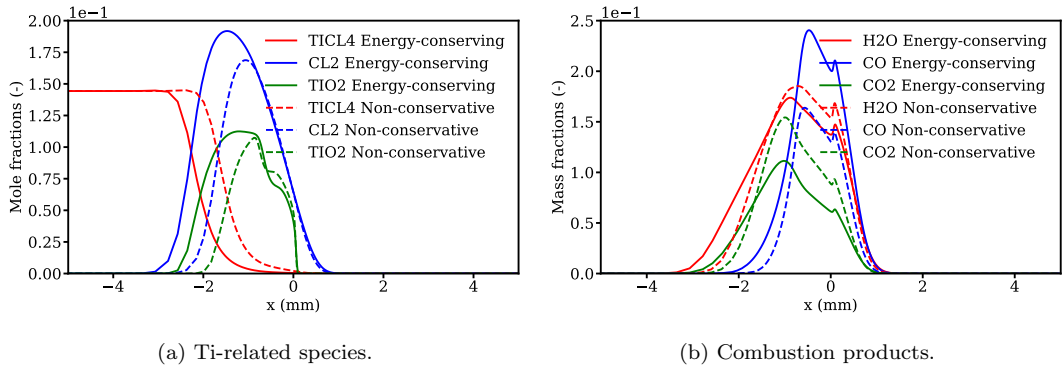 1e−1
2.00
1.75
1.50
1.25
1.00
0.75
0.50
0.25
0.00
Mole fractions (-)
TICL4 Energy-conserving
CL2 Energy-conserving
TIO2 Energy-conserving
TICL4 Non-conservative
CL2 Non-conservative
TIO2 Non-conservative
−4 −2 0 2 4
x (mm)
(a) Ti-related species.
1e−1
2.5
2.0
1.5
1.0
0.5
0.0
Mass fractions (-)
H2O Energy-conserving
CO Energy-conserving
CO2 Energy-conserving
H2O Non-conservative
CO Non-conservative
CO2 Non-conservative
−4 −2 0 2 4
x (mm)
(b) Combustion products.